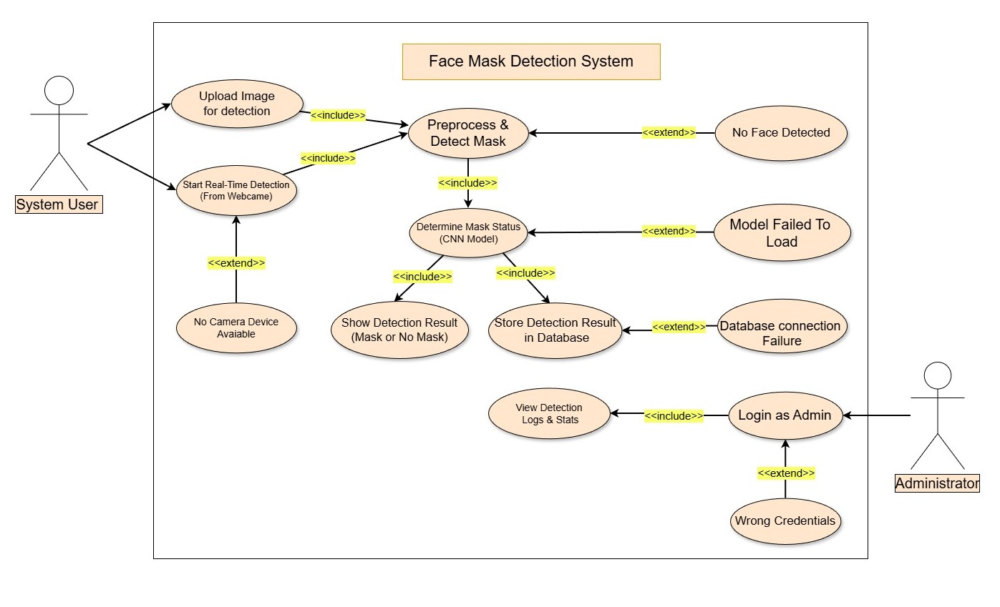 Face Mask Detection System
Upload Image
for detection
<<include>>
Preprocess &
Detect Mask
<<extend>>
No Face Detected
<<include>>
Start Real-Time Detection
(From Webcame)
System User
<<include>>
Determine Mask Status
(CNN Model)
<<extend>>
Model Failed To
Load
<<extend>>
<<include>>
<<include>>
No Camera Device
Avaiable
Show Detection Result
(Mask or No Mask)
Store Detection Result
in Database
<<extend>>
Database connection
Failure
View Detection
Logs & Stats
<<include>>
Login as Admin
<<extend>>
Administrator
Wrong Credentials